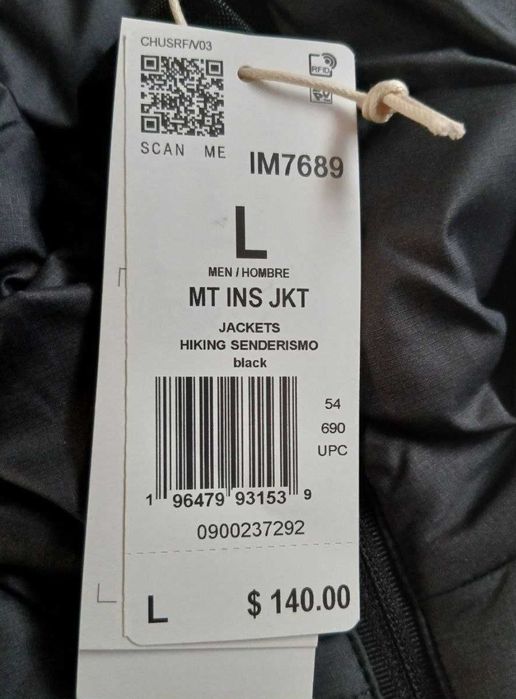 CHUSRF/V03
RFID
SCAN ME
IM7689
L
MEN / HOMBRE
MT INS JKT
JACKETS
HIKING SENDERISMO
black
54
690
UPC
1 96479 93153 9
0900237292
L $ 140.00